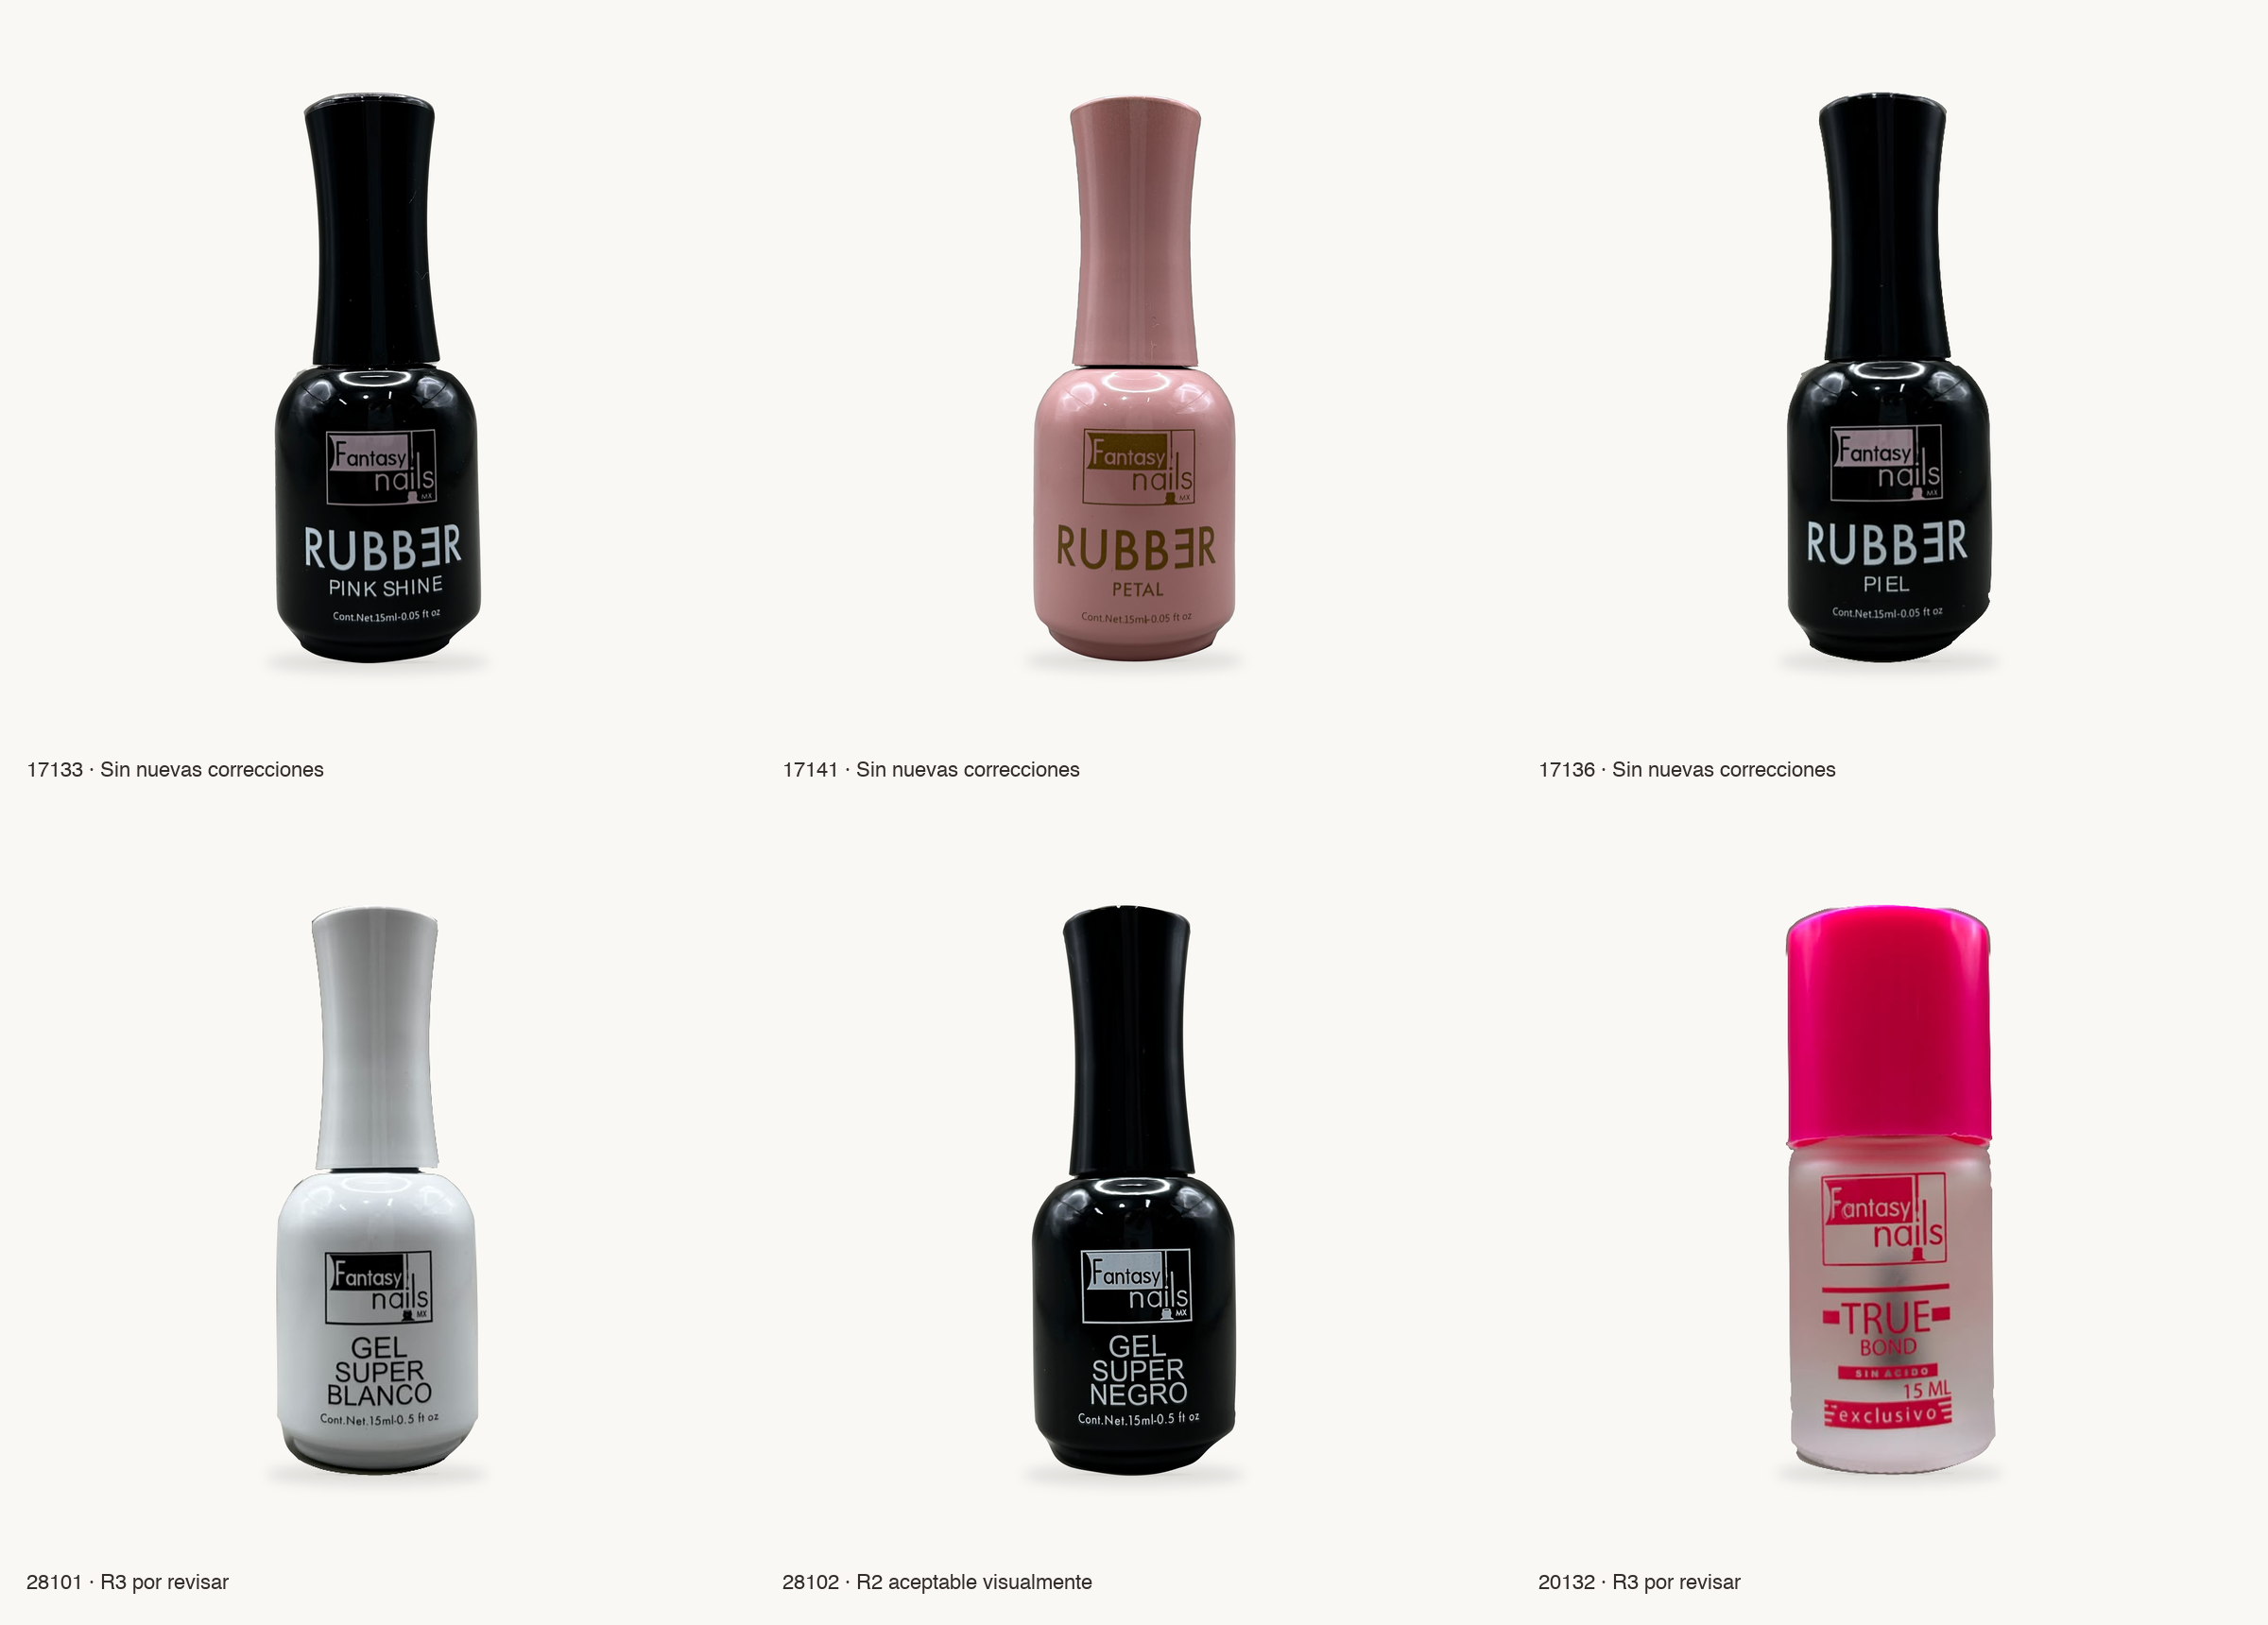 Fantasy
nails
MX
RUBBƎR
PINK SHINE
Cont.Net.15ml-0.05 ft oz
17133 · Sin nuevas correcciones
Fantasy
nails
MX
RUBBƎR
PETAL
Cont.Net.15ml-0.05 ft oz
17141 · Sin nuevas correcciones
Fantasy
nails
MX
RUBBƎR
PIEL
Cont.Net.15ml-0.05 ft oz
17136 · Sin nuevas correcciones
Fantasy
nails
MX
GEL
SUPER
BLANCO
Cont.Net.15ml-0.5 ft oz
28101 · R3 por revisar
Fantasy
nails
MX
GEL
SUPER
NEGRO
Cont.Net.15ml-0.5 ft oz
28102 · R2 aceptable visualmente
Fantasy
nails
TRUE
BOND
SIN ACIDO
15 ML
exclusivo
20132 · R3 por revisar